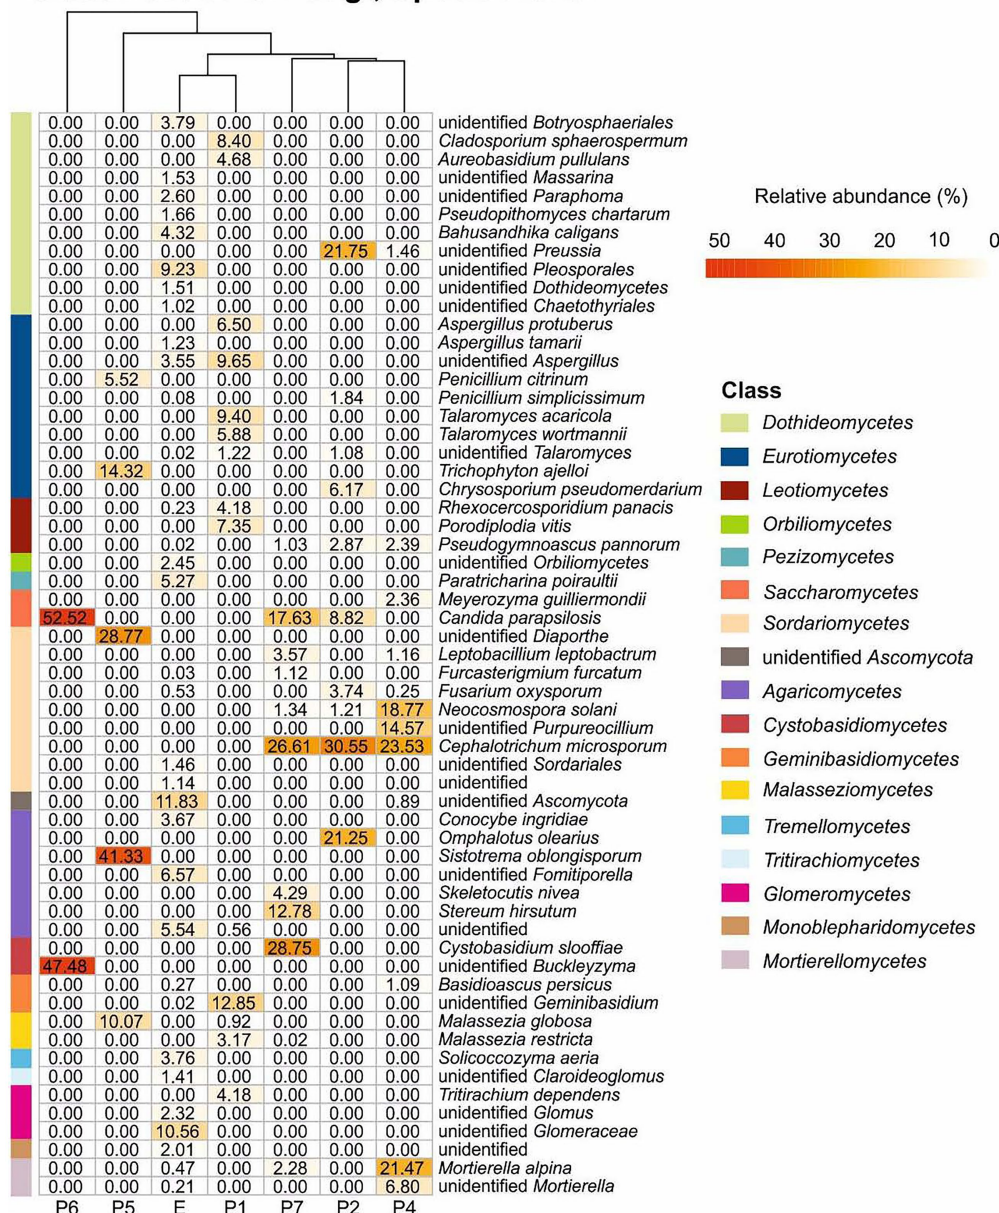 0.00 0.00 3.79 0.00 0.00 0.00 0.00 unidentified Botryosphaeriales
0.00 0.00 0.00 8.40 0.00 0.00 0.00 Cladosporium sphaerospermum
0.00 0.00 0.00 4.68 0.00 0.00 0.00 Aureobasidium pullulans
0.00 0.00 1.53 0.00 0.00 0.00 0.00 unidentified Massarina
0.00 0.00 2.60 0.00 0.00 0.00 0.00 unidentified Paraphoma
0.00 0.00 1.66 0.00 0.00 0.00 0.00 Pseudopithomyces chartarum
0.00 0.00 4.32 0.00 0.00 0.00 0.00 Bahusandhika caligans
0.00 0.00 0.00 0.00 0.00 21.75 1.46 unidentified Preussia
0.00 0.00 9.23 0.00 0.00 0.00 0.00 unidentified Pleosporales
0.00 0.00 1.51 0.00 0.00 0.00 0.00 unidentified Dothideomycetes
0.00 0.00 1.02 0.00 0.00 0.00 0.00 unidentified Chaetothyriales
0.00 0.00 0.00 6.50 0.00 0.00 0.00 Aspergillus protuberus
0.00 0.00 1.23 0.00 0.00 0.00 0.00 Aspergillus tamarii
0.00 0.00 3.55 9.65 0.00 0.00 0.00 unidentified Aspergillus
0.00 5.52 0.00 0.00 0.00 0.00 0.00 Penicillium citrinum
0.00 0.00 0.08 0.00 0.00 1.84 0.00 Penicillium simplicissimum
0.00 0.00 0.00 9.40 0.00 0.00 0.00 Talaromyces acaricola
0.00 0.00 0.00 5.88 0.00 0.00 0.00 Talaromyces wortmannii
0.00 0.00 0.02 1.22 0.00 1.08 0.00 unidentified Talaromyces
0.00 14.32 0.00 0.00 0.00 0.00 0.00 Trichophyton ajelloi
0.00 0.00 0.00 0.00 0.00 6.17 0.00 Chrysosporium pseudomerdarium
0.00 0.00 0.23 4.18 0.00 0.00 0.00 Rhexocercosporidium panacis
0.00 0.00 0.00 7.35 0.00 0.00 0.00 Porodiplodia vitis
0.00 0.00 0.02 0.00 1.03 2.87 2.39 Pseudogymnoascus pannorum
0.00 0.00 2.45 0.00 0.00 0.00 0.00 unidentified Orbiliomycetes
0.00 0.00 5.27 0.00 0.00 0.00 0.00 Paratricharina poiraultii
0.00 0.00 0.00 0.00 0.00 0.00 2.36 Meyerozyma guilliermondii
52.52 0.00 0.00 0.00 17.63 8.82 0.00 Candida parapsilosis
0.00 28.77 0.00 0.00 0.00 0.00 0.00 unidentified Diaporthe
0.00 0.00 0.00 0.00 3.57 0.00 1.16 Leptobacillium leptobactrum
0.00 0.00 0.03 0.00 1.12 0.00 0.00 Furcasterigmium furcatum
0.00 0.00 0.53 0.00 0.00 3.74 0.25 Fusarium oxysporum
0.00 0.00 0.00 0.00 1.34 1.21 18.77 Neocosmospora solani
0.00 0.00 0.00 0.00 0.00 0.00 14.57 unidentified Purpureocillium
0.00 0.00 0.00 0.00 26.61 30.55 23.53 Cephalotrichum microsporum
0.00 0.00 1.46 0.00 0.00 0.00 0.00 unidentified Sordariales
0.00 0.00 1.14 0.00 0.00 0.00 0.00 unidentified
0.00 0.00 11.83 0.00 0.00 0.00 0.89 unidentified Ascomycota
0.00 0.00 3.67 0.00 0.00 0.00 0.00 Conocybe ingridiae
0.00 0.00 0.00 0.00 0.00 21.25 0.00 Omphalotus olearius
0.00 41.33 0.00 0.00 0.00 0.00 0.00 Sistotrema oblongisporum
0.00 0.00 6.57 0.00 0.00 0.00 0.00 unidentified Fomitiporella
0.00 0.00 0.00 0.00 4.29 0.00 0.00 Skeletocutis nivea
0.00 0.00 0.00 0.00 12.78 0.00 0.00 Stereum hirsutum
0.00 0.00 5.54 0.56 0.00 0.00 0.00 unidentified
0.00 0.00 0.00 0.00 28.75 0.00 0.00 Cystobasidium slooffiae
47.48 0.00 0.00 0.00 0.00 0.00 0.00 unidentified Buckleyzyma
0.00 0.00 0.27 0.00 0.00 0.00 1.09 Basidioascus persicus
0.00 0.00 0.02 12.85 0.00 0.00 0.00 unidentified Geminibasidium
0.00 10.07 0.00 0.92 0.00 0.00 0.00 Malassezia globosa
0.00 0.00 0.00 3.17 0.02 0.00 0.00 Malassezia restricta
0.00 0.00 3.76 0.00 0.00 0.00 0.00 Solicoccozyma aeria
0.00 0.00 1.41 0.00 0.00 0.00 0.00 unidentified Claroideoglomus
0.00 0.00 0.00 4.18 0.00 0.00 0.00 Tritirachium dependens
0.00 0.00 2.32 0.00 0.00 0.00 0.00 unidentified Glomus
0.00 0.00 10.56 0.00 0.00 0.00 0.00 unidentified Glomeraceae
0.00 0.00 2.01 0.00 0.00 0.00 0.00 unidentified
0.00 0.00 0.47 0.00 2.28 0.00 21.47 Mortierella alpina
0.00 0.00 0.21 0.00 0.00 0.00 6.80 unidentified Mortierella
P6 P5 E P1 P7 P2 P4
Relative abundance (%)
50 40 30 20 10 0
Class
Dothideomycetes
Eurotiomycetes
Leotiomycetes
Orbiliomycetes
Pezizomycetes
Saccharomycetes
Sordariomycetes
unidentified Ascomycota
Agaricomycetes
Cystobasidiomycetes
Geminibasidiomycetes
Malasseziomycetes
Tremellomycetes
Tritirachiomycetes
Glomeromycetes
Monoblepharidomycetes
Mortierellomycetes